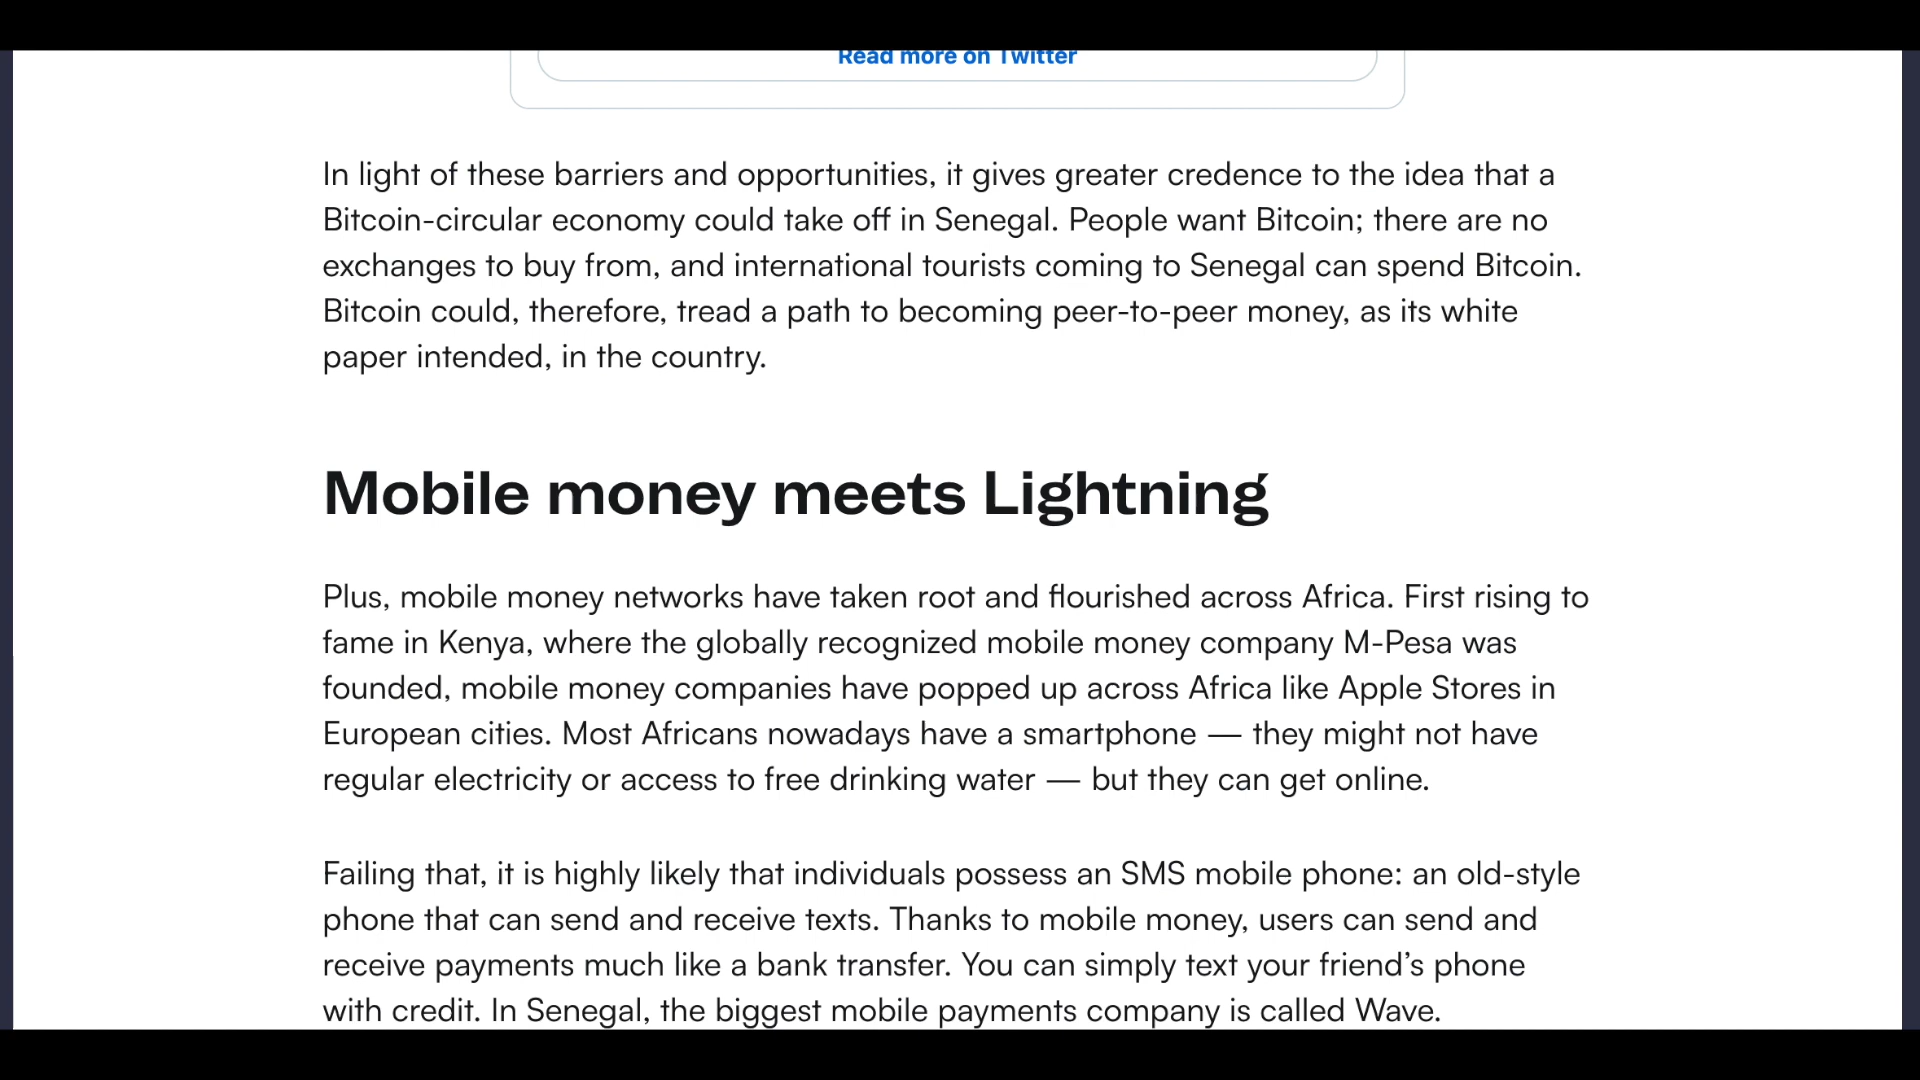 Read more on Twitter
In light of these barriers and opportunities, it gives greater credence to the idea that a
Bitcoin-circular economy could take off in Senegal. People want Bitcoin; there are no
exchanges to buy from, and international tourists coming to Senegal can spend Bitcoin.
Bitcoin could, therefore, tread a path to becoming peer-to-peer money, as its white
paper intended, in the country.
Mobile money meets Lightning
Plus, mobile money networks have taken root and flourished across Africa. First rising to
fame in Kenya, where the globally recognized mobile money company M-Pesa was
founded, mobile money companies have popped up across Africa like Apple Stores in
European cities. Most Africans nowadays have a smartphone — they might not have
regular electricity or access to free drinking water — but they can get online.
Failing that, it is highly likely that individuals possess an SMS mobile phone: an old-style
phone that can send and receive texts. Thanks to mobile money, users can send and
receive payments much like a bank transfer. You can simply text your friend’s phone
with credit. In Senegal, the biggest mobile payments company is called Wave.